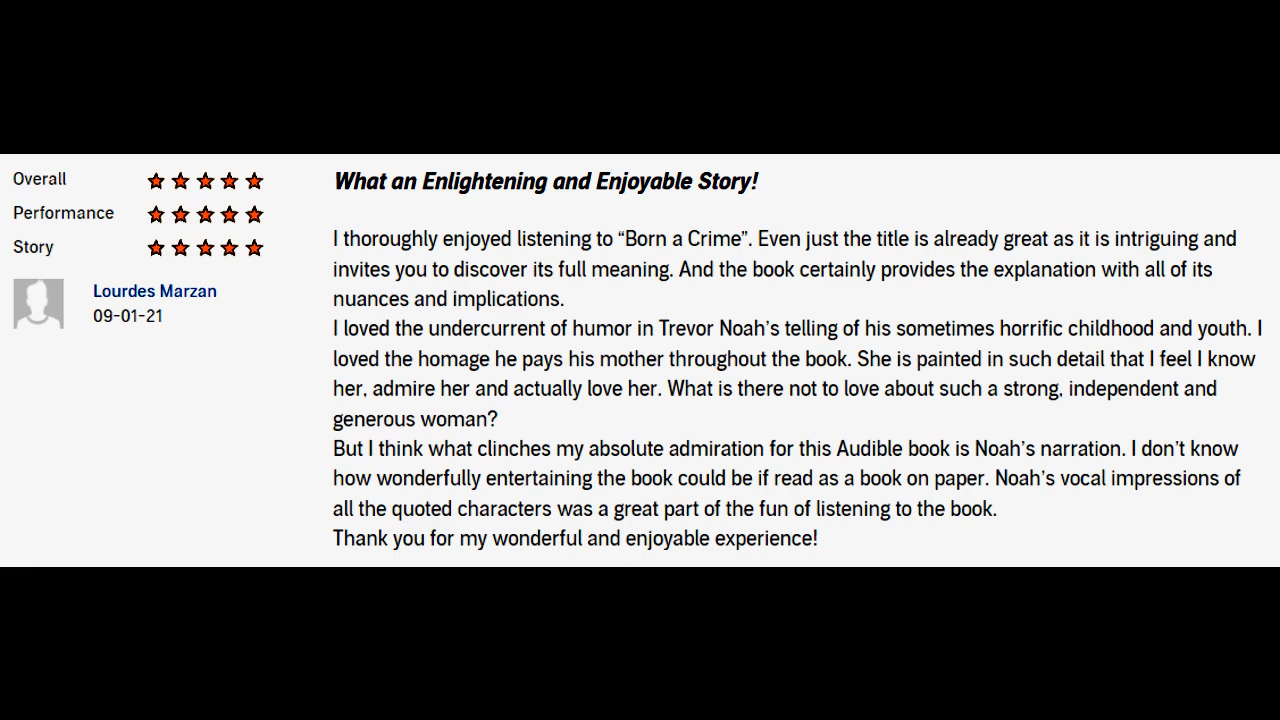 Overall
Performance
Story
Lourdes Marzan
09-01-21
What an Enlightening and Enjoyable Story!
I thoroughly enjoyed listening to “Born a Crime”. Even just the title is already great as it is intriguing and
invites you to discover its full meaning. And the book certainly provides the explanation with all of its
nuances and implications.
I loved the undercurrent of humor in Trevor Noah’s telling of his sometimes horrific childhood and youth. I
loved the homage he pays his mother throughout the book. She is painted in such detail that I feel I know
her, admire her and actually love her. What is there not to love about such a strong, independent and
generous woman?
But I think what clinches my absolute admiration for this Audible book is Noah’s narration. I don’t know
how wonderfully entertaining the book could be if read as a book on paper. Noah’s vocal impressions of
all the quoted characters was a great part of the fun of listening to the book.
Thank you for my wonderful and enjoyable experience!